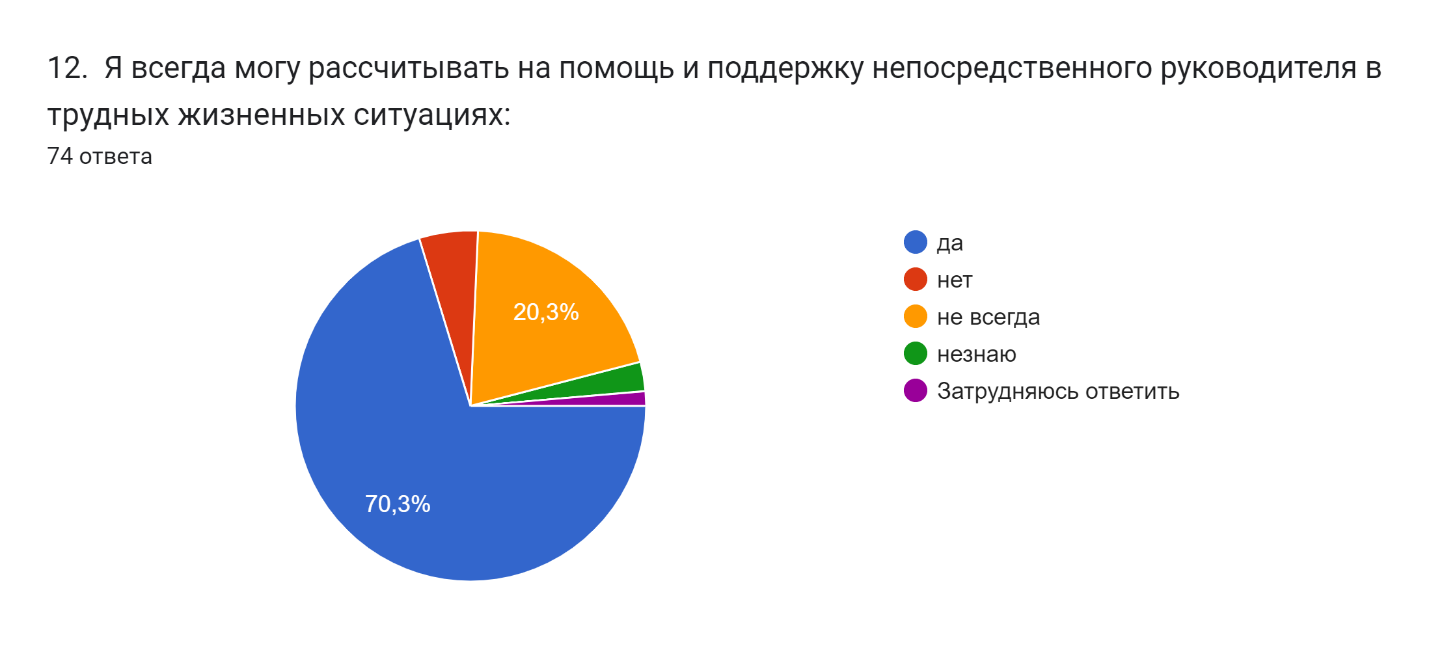 12. Я всегда могу рассчитывать на помощь и поддержку непосредственного руководителя в
трудных жизненных ситуациях:
74 ответа
да
нет
не всегда
незнаю
Затрудняюсь ответить
20,3%
70,3%